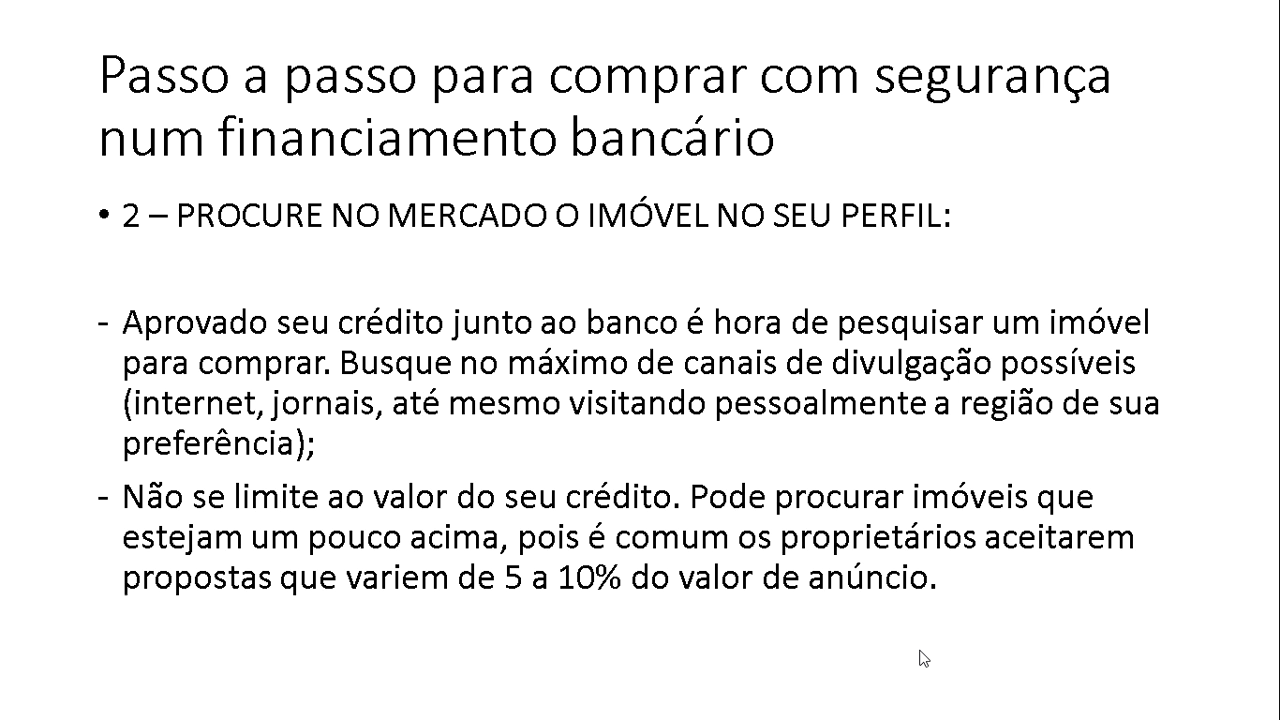 Passo a passo para comprar com segurança
num financiamento bancário
• 2 – PROCURE NO MERCADO O IMÓVEL NO SEU PERFIL:
- Aprovado seu crédito junto ao banco é hora de pesquisar um imóvel
para comprar. Busque no máximo de canais de divulgação possíveis
(internet, jornais, até mesmo visitando pessoalmente a região de sua
preferência);
- Não se limite ao valor do seu crédito. Pode procurar imóveis que
estejam um pouco acima, pois é comum os proprietários aceitarem
propostas que variem de 5 a 10% do valor de anúncio.